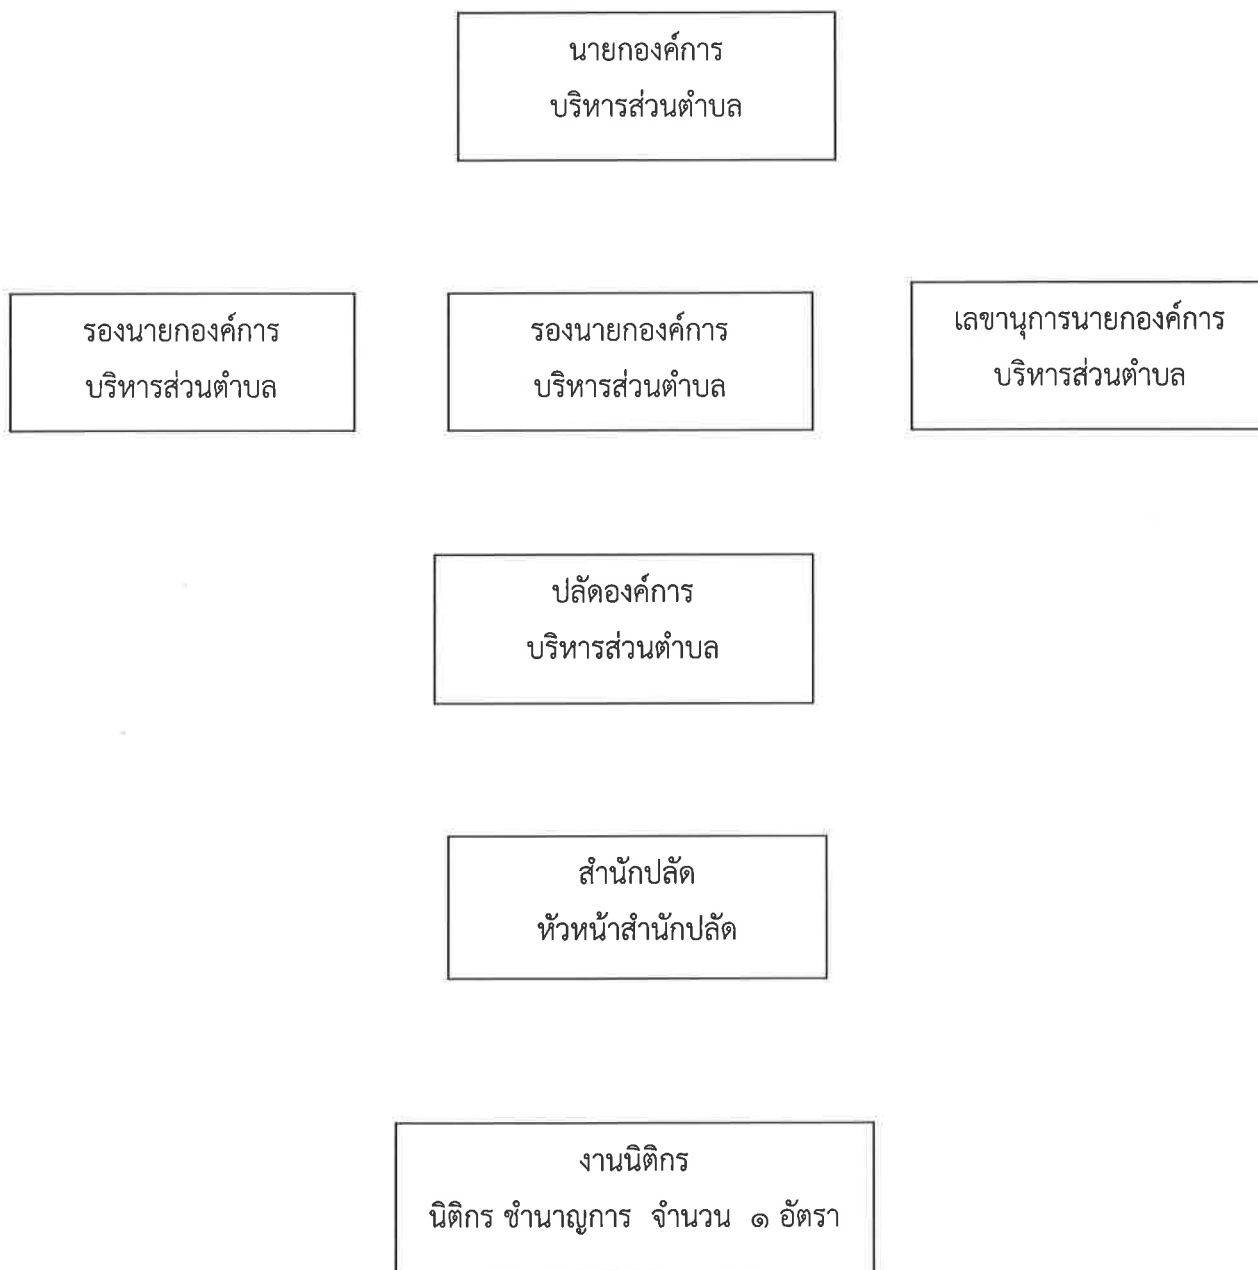 นายกองค์การ
บริหารส่วนตำบล
รองนายกองค์การ
บริหารส่วนตำบล
รองนายกองค์การ
บริหารส่วนตำบล
เลขานุการนายกองค์การ
บริหารส่วนตำบล
ปลัดองค์การ
บริหารส่วนตำบล
สำนักปลัด
หัวหน้าสำนักปลัด
งานนิติกร
นิติกร ชำนาญการ จำนวน ๑ อัตรา